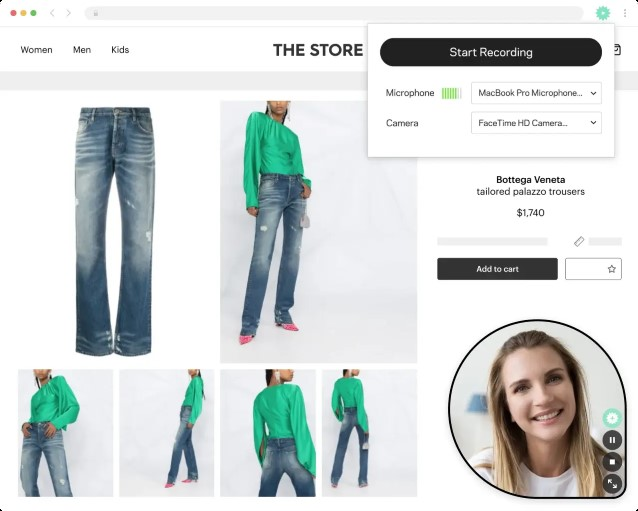 Start Recording
Women Men Kids THE STORE
Microphone MacBook Pro Microphone...
Camera FaceTime HD Camera...
Bottega Veneta
tailored palazzo trousers
$1,740
Add to cart